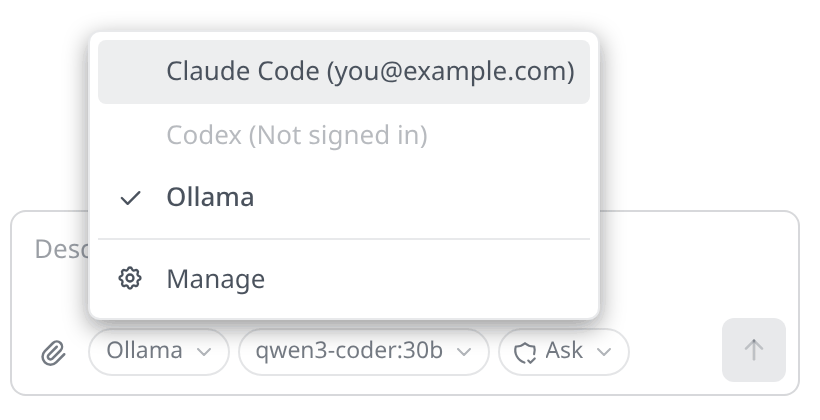 Claude Code (you@example.com)
Codex (Not signed in)
Ollama
Manage
Ollama
qwen3-coder:30b
Ask